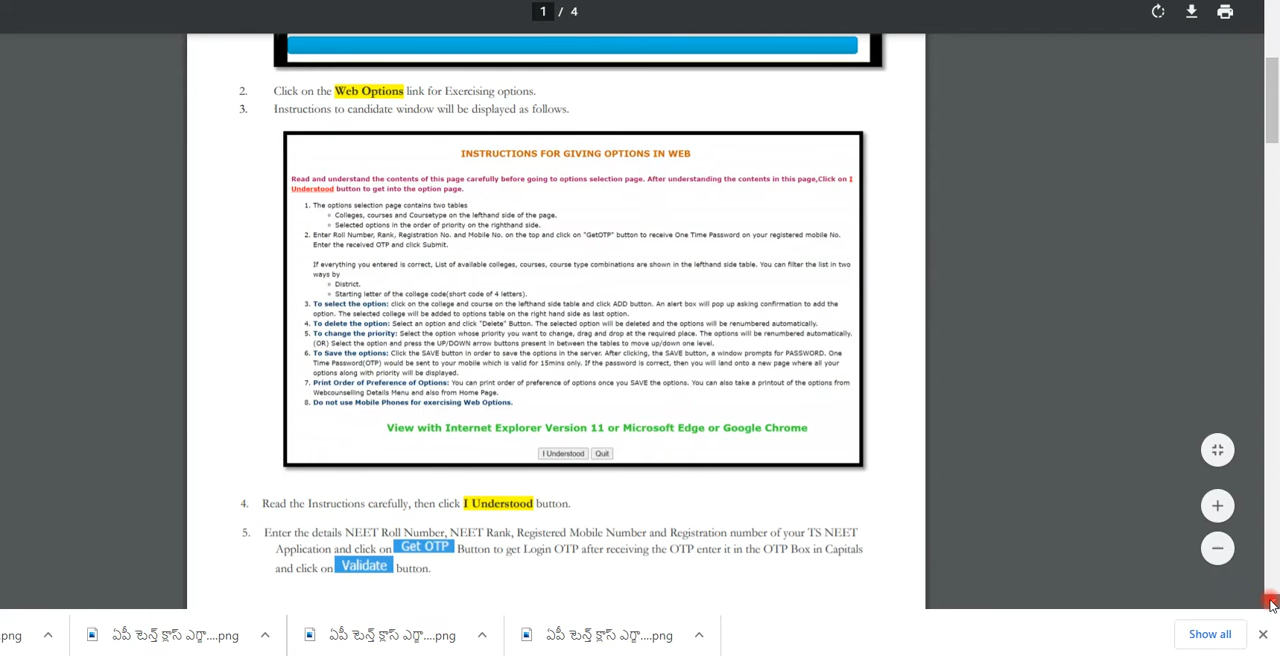 1 / 4
2. Click on the Web Options link for Exercising options.
3. Instructions to candidate window will be displayed as follows.
INSTRUCTIONS FOR GIVING OPTIONS IN WEB
Read and understand the contents of this page carefully before going to options selection page. After understanding the contents in this page,Click on I
Understood button to get into the option page.
1. The options selection page contains two tables
Colleges, courses and Coursetype on the lefthand side of the page.
Selected options in the order of priority on the righthand side.
2. Enter Roll Number, Rank, Registration No. and Mobile No. on the top and click on "GetOTP" button to receive One Time Password on your registered mobile No.
Enter the received OTP and click Submit.
If everything you entered is correct, List of available colleges, courses, course type combinations are shown in the lefthand side table. You can filter the list in two
ways by
District.
Starting letter of the college code(short code of 4 letters).
3. To select the option: click on the college and course on the lefthand side table and click ADD button. An alert box will pop up asking confirmation to add the
option. The selected college will be added to options table on the right hand side as last option.
4. To delete the option: Select an option and click "Delete" Button. The selected option will be deleted and the options will be renumbered automatically.
5. To change the priority: Select the option whose priority you want to change, drag and drop at the required place. The options will be renumbered automatically.
(OR) Select the option and press the UP/DOWN arrow buttons present in between the tables to move up/down one level.
6. To Save the options: Click the SAVE button in order to save the options in the server. After clicking, the SAVE button, a window prompts for PASSWORD. One
Time Password(OTP) would be sent to your mobile which is valid for 15mins only. If the password is correct, then you will land onto a new page where all your
options along with priority will be displayed.
7. Print Order of Preference of Options: You can print order of preference of options once you SAVE the options. You can also take a printout of the options from
Webcounselling Details Menu and also from Home Page.
8. Do not use Mobile Phones for exercising Web Options.
View with Internet Explorer Version 11 or Microsoft Edge or Google Chrome
I Understood Quit
4. Read the Instructions carefully, then click I Understood button.
5. Enter the details NEET Roll Number, NEET Rank, Registered Mobile Number and Registration number of your TS NEET
Application and click on Get OTP Button to get Login OTP after receiving the OTP enter it in the OTP Box in Capitals
and click on Validate button.
.png ఏపీ టెన్త్ క్లాస్ ఎగ్జా....png ఏపీ టెన్త్ క్లాస్ ఎగ్జా....png ఏపీ టెన్త్ క్లాస్ ఎగ్జా....png Show all